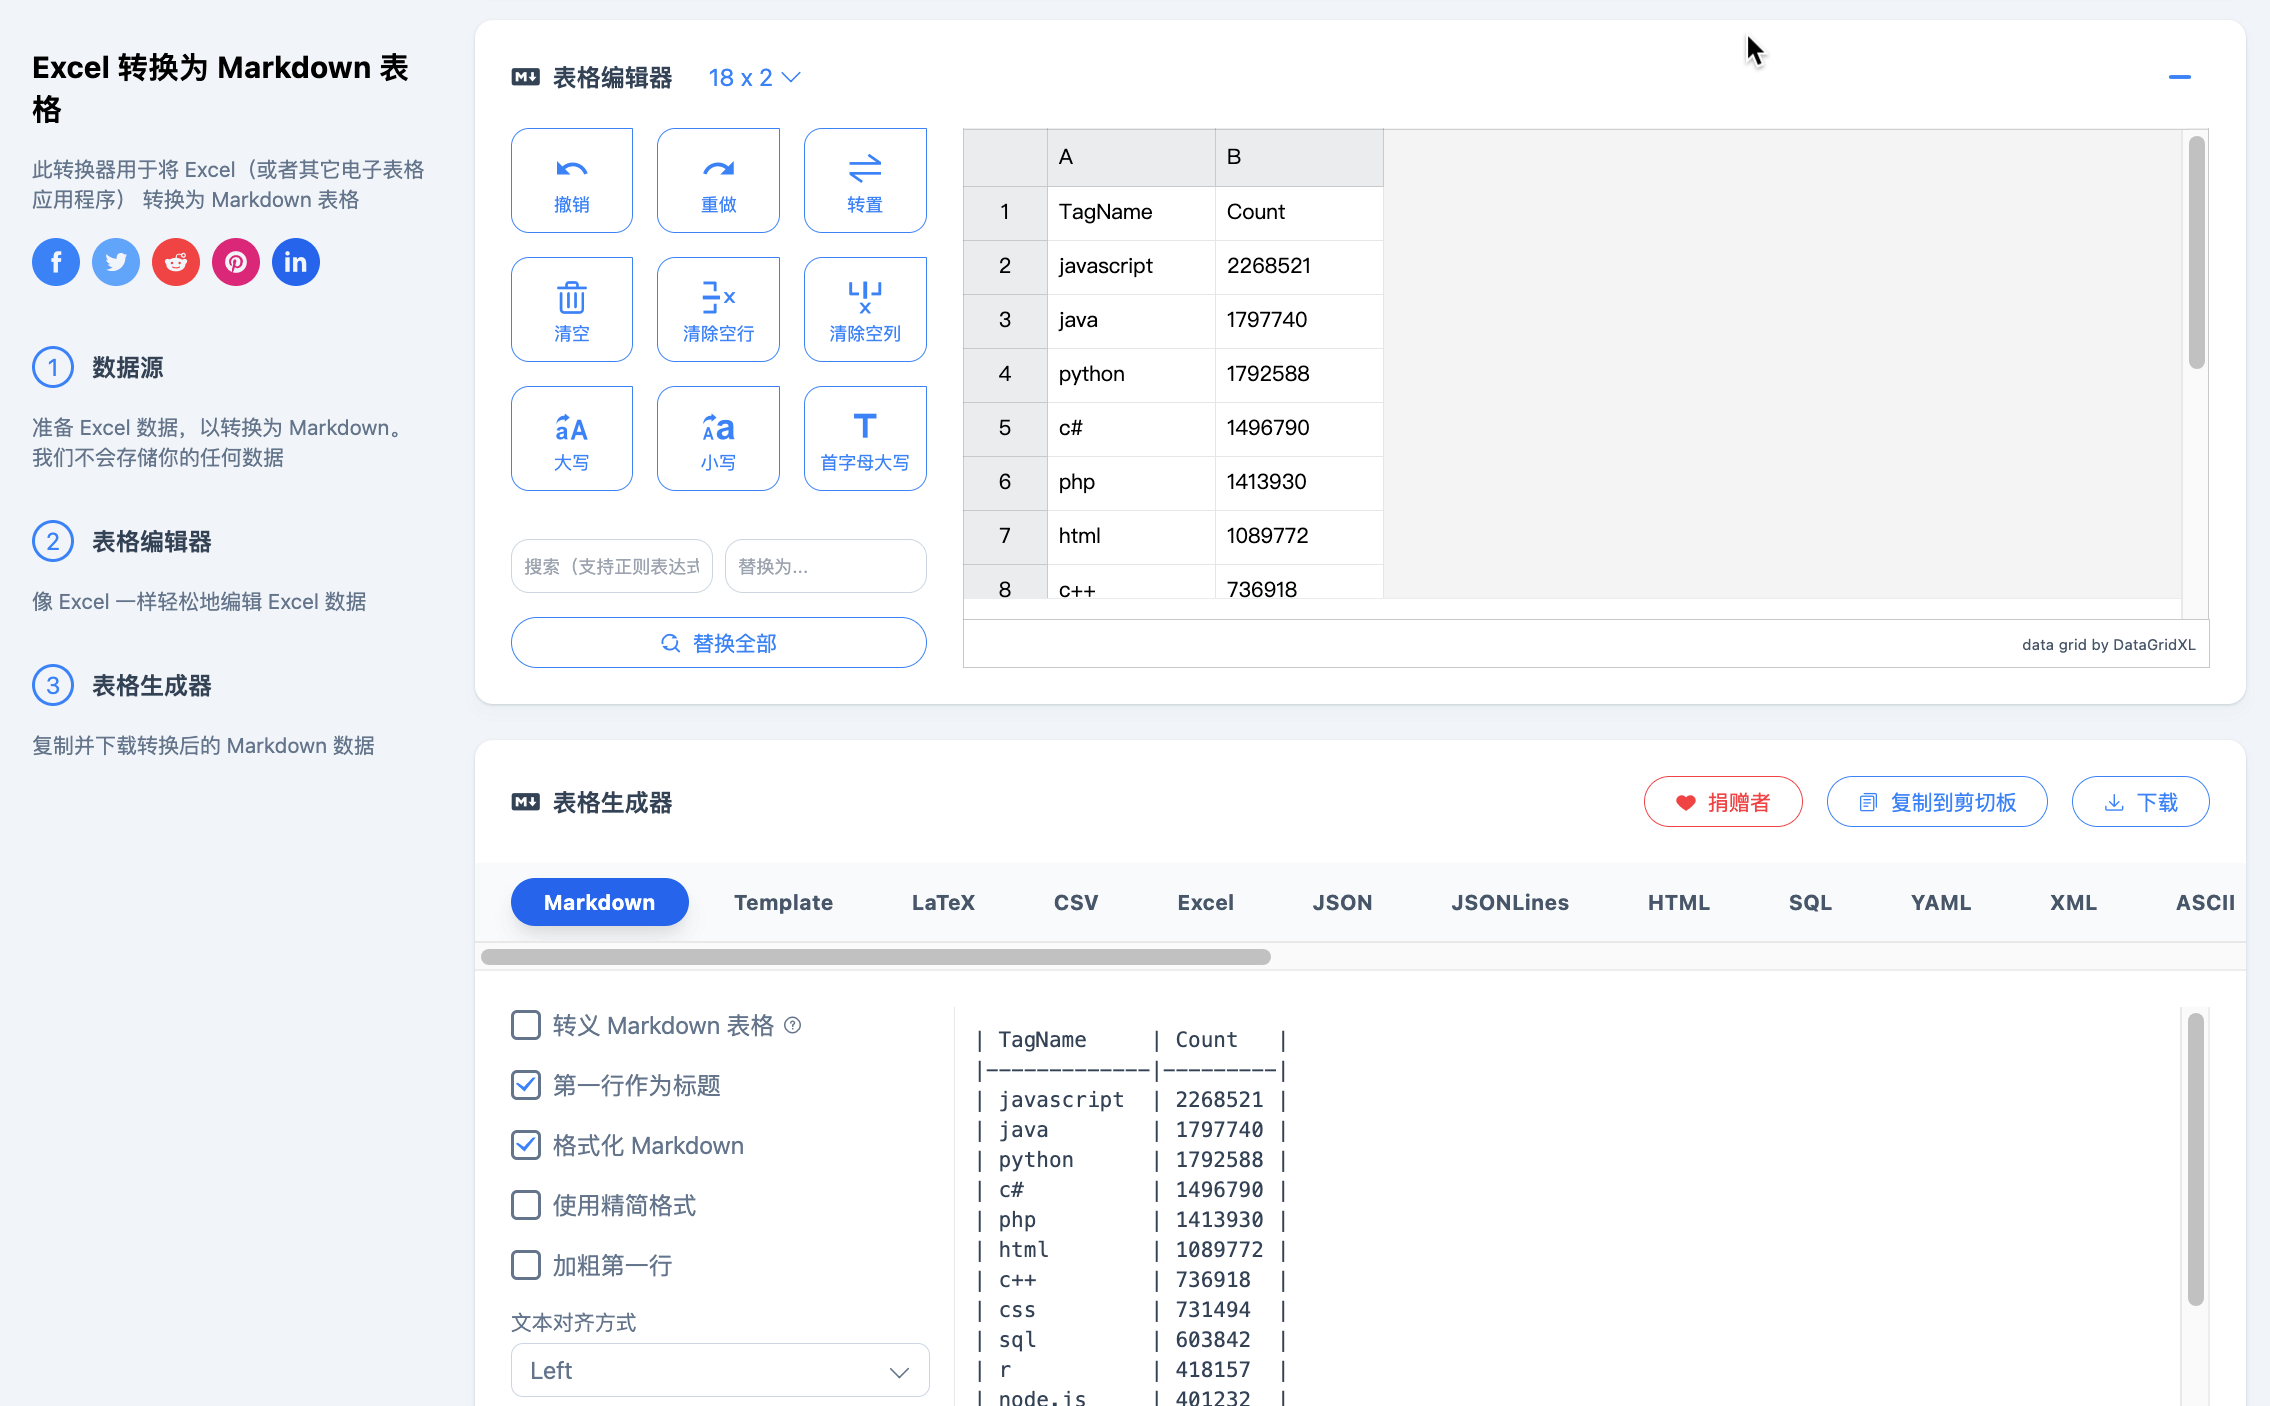 Excel 转换为 Markdown 表
格
此转换器用于将 Excel（或者其它电子表格
应用程序） 转换为 Markdown 表格
1 数据源
准备 Excel 数据，以转换为 Markdown。
我们不会存储你的任何数据
2 表格编辑器
像 Excel 一样轻松地编辑 Excel 数据
3 表格生成器
复制并下载转换后的 Markdown 数据
表格编辑器 18 x 2
撤销 重做 转置
清空 清除空行 清除空列
大写 小写 首字母大写
搜索（支持正则表达式 替换为...
替换全部
A B
1 TagName Count
2 javascript 2268521
3 java 1797740
4 python 1792588
5 c# 1496790
6 php 1413930
7 html 1089772
8 c++ 736918
data grid by DataGridXL
表格生成器 捐赠者 复制到剪切板 下载
Markdown Template LaTeX CSV Excel JSON JSONLines HTML SQL YAML XML ASCII
转义 Markdown 表格
第一行作为标题
格式化 Markdown
使用精简格式
加粗第一行
文本对齐方式
Left
| TagName     | Count   |
|-------------|---------|
| javascript  | 2268521 |
| java        | 1797740 |
| python      | 1792588 |
| c#          | 1496790 |
| php         | 1413930 |
| html        | 1089772 |
| c++         | 736918  |
| css         | 731494  |
| sql         | 603842  |
| r           | 418157  |
| node.js     | 401232  |